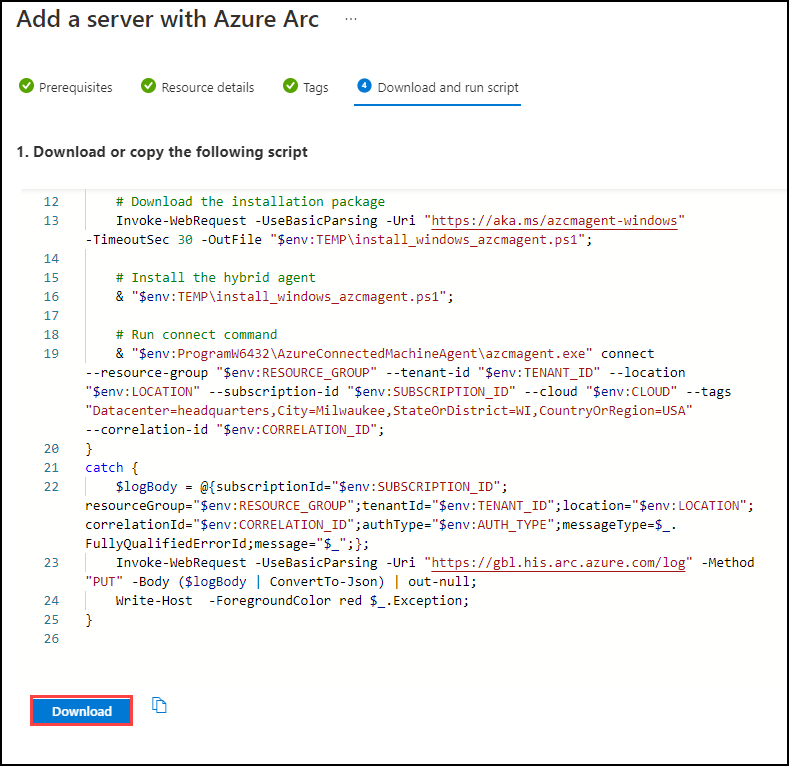 Add a server with Azure Arc ...
Prerequisites Resource details Tags 4 Download and run script
1. Download or copy the following script
12 # Download the installation package
13 Invoke-WebRequest -UseBasicParsing -Uri "https://aka.ms/azcmagent-windows"
-TimeoutSec 30 -OutFile "$env:TEMP\install_windows_azcmagent.ps1";
14
15 # Install the hybrid agent
16 & "$env:TEMP\install_windows_azcmagent.ps1";
17
18 # Run connect command
19 & "$env:ProgramW6432\AzureConnectedMachineAgent\azcmagent.exe" connect
--resource-group "$env:RESOURCE_GROUP" --tenant-id "$env:TENANT_ID" --location
"$env:LOCATION" --subscription-id "$env:SUBSCRIPTION_ID" --cloud "$env:CLOUD" --tags
"Datacenter=headquarters,City=Milwaukee,StateOrDistrict=WI,CountryOrRegion=USA"
--correlation-id "$env:CORRELATION_ID";
20 }
21 catch {
22 $logBody = @{subscriptionId="$env:SUBSCRIPTION_ID";
resourceGroup="$env:RESOURCE_GROUP";tenantId="$env:TENANT_ID";location="$env:LOCATION";
correlationId="$env:CORRELATION_ID";authType="$env:AUTH_TYPE";messageType=$_.
FullyQualifiedErrorId;message="$_";};
23 Invoke-WebRequest -UseBasicParsing -Uri "https://gbl.his.arc.azure.com/log" -Method
"PUT" -Body ($logBody | ConvertTo-Json) | out-null;
24 Write-Host  -ForegroundColor red $_.Exception;
25 }
26
Download